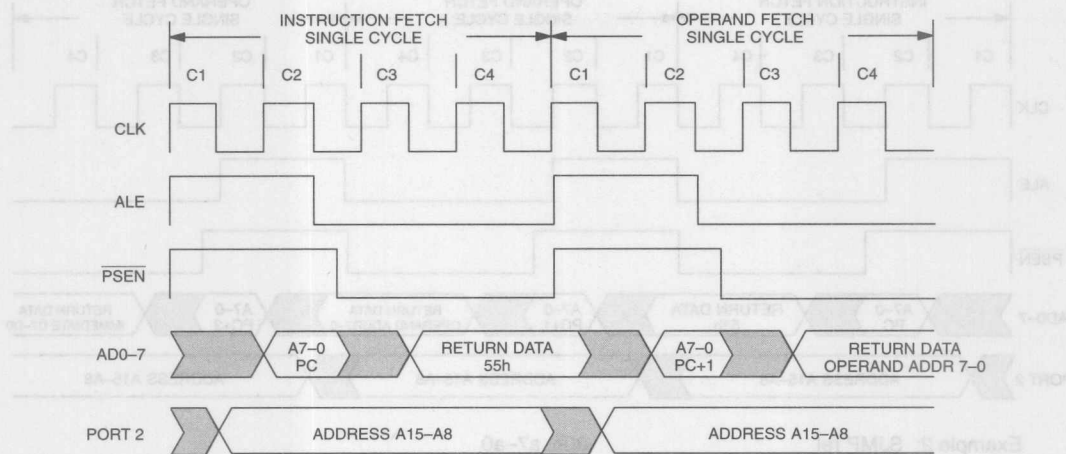 INSTRUCTION FETCH OPERAND FETCH
SINGLE CYCLE SINGLE CYCLE
C1 C2 C3 C4 C1 C2 C3 C4
CLK
ALE
PSEN
AD0–7
A7–0 PC
RETURN DATA 55h
A7–0 PC+1
RETURN DATA OPERAND ADDR 7–0
PORT 2
ADDRESS A15–A8 ADDRESS A15–A8